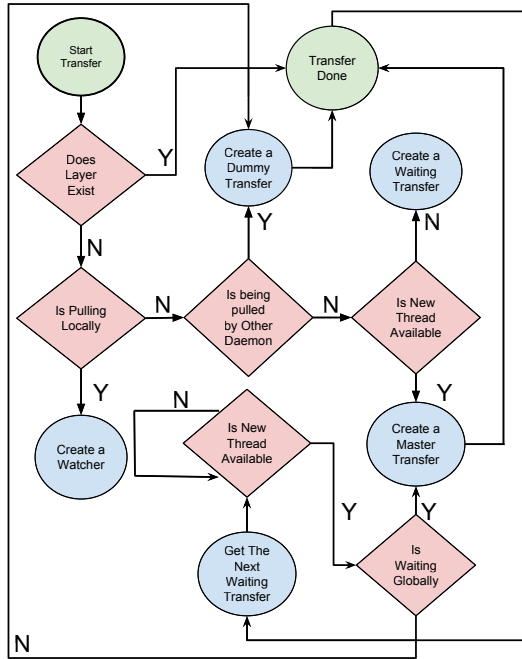 Start
Transfer
Transfer
Done
Does
Layer
Exist
Y
Create a
Dummy
Transfer
Create a
Waiting
Transfer
N
Y
N
Is Pulling
Locally
N
Is being
pulled
by Other
Daemon
N
Is New
Thread
Available
Y
Y
N
Create a
Watcher
Is New
Thread
Available
Create a
Master
Transfer
Y
Y
Get The
Next
Waiting
Transfer
Is
Waiting
Globally
N